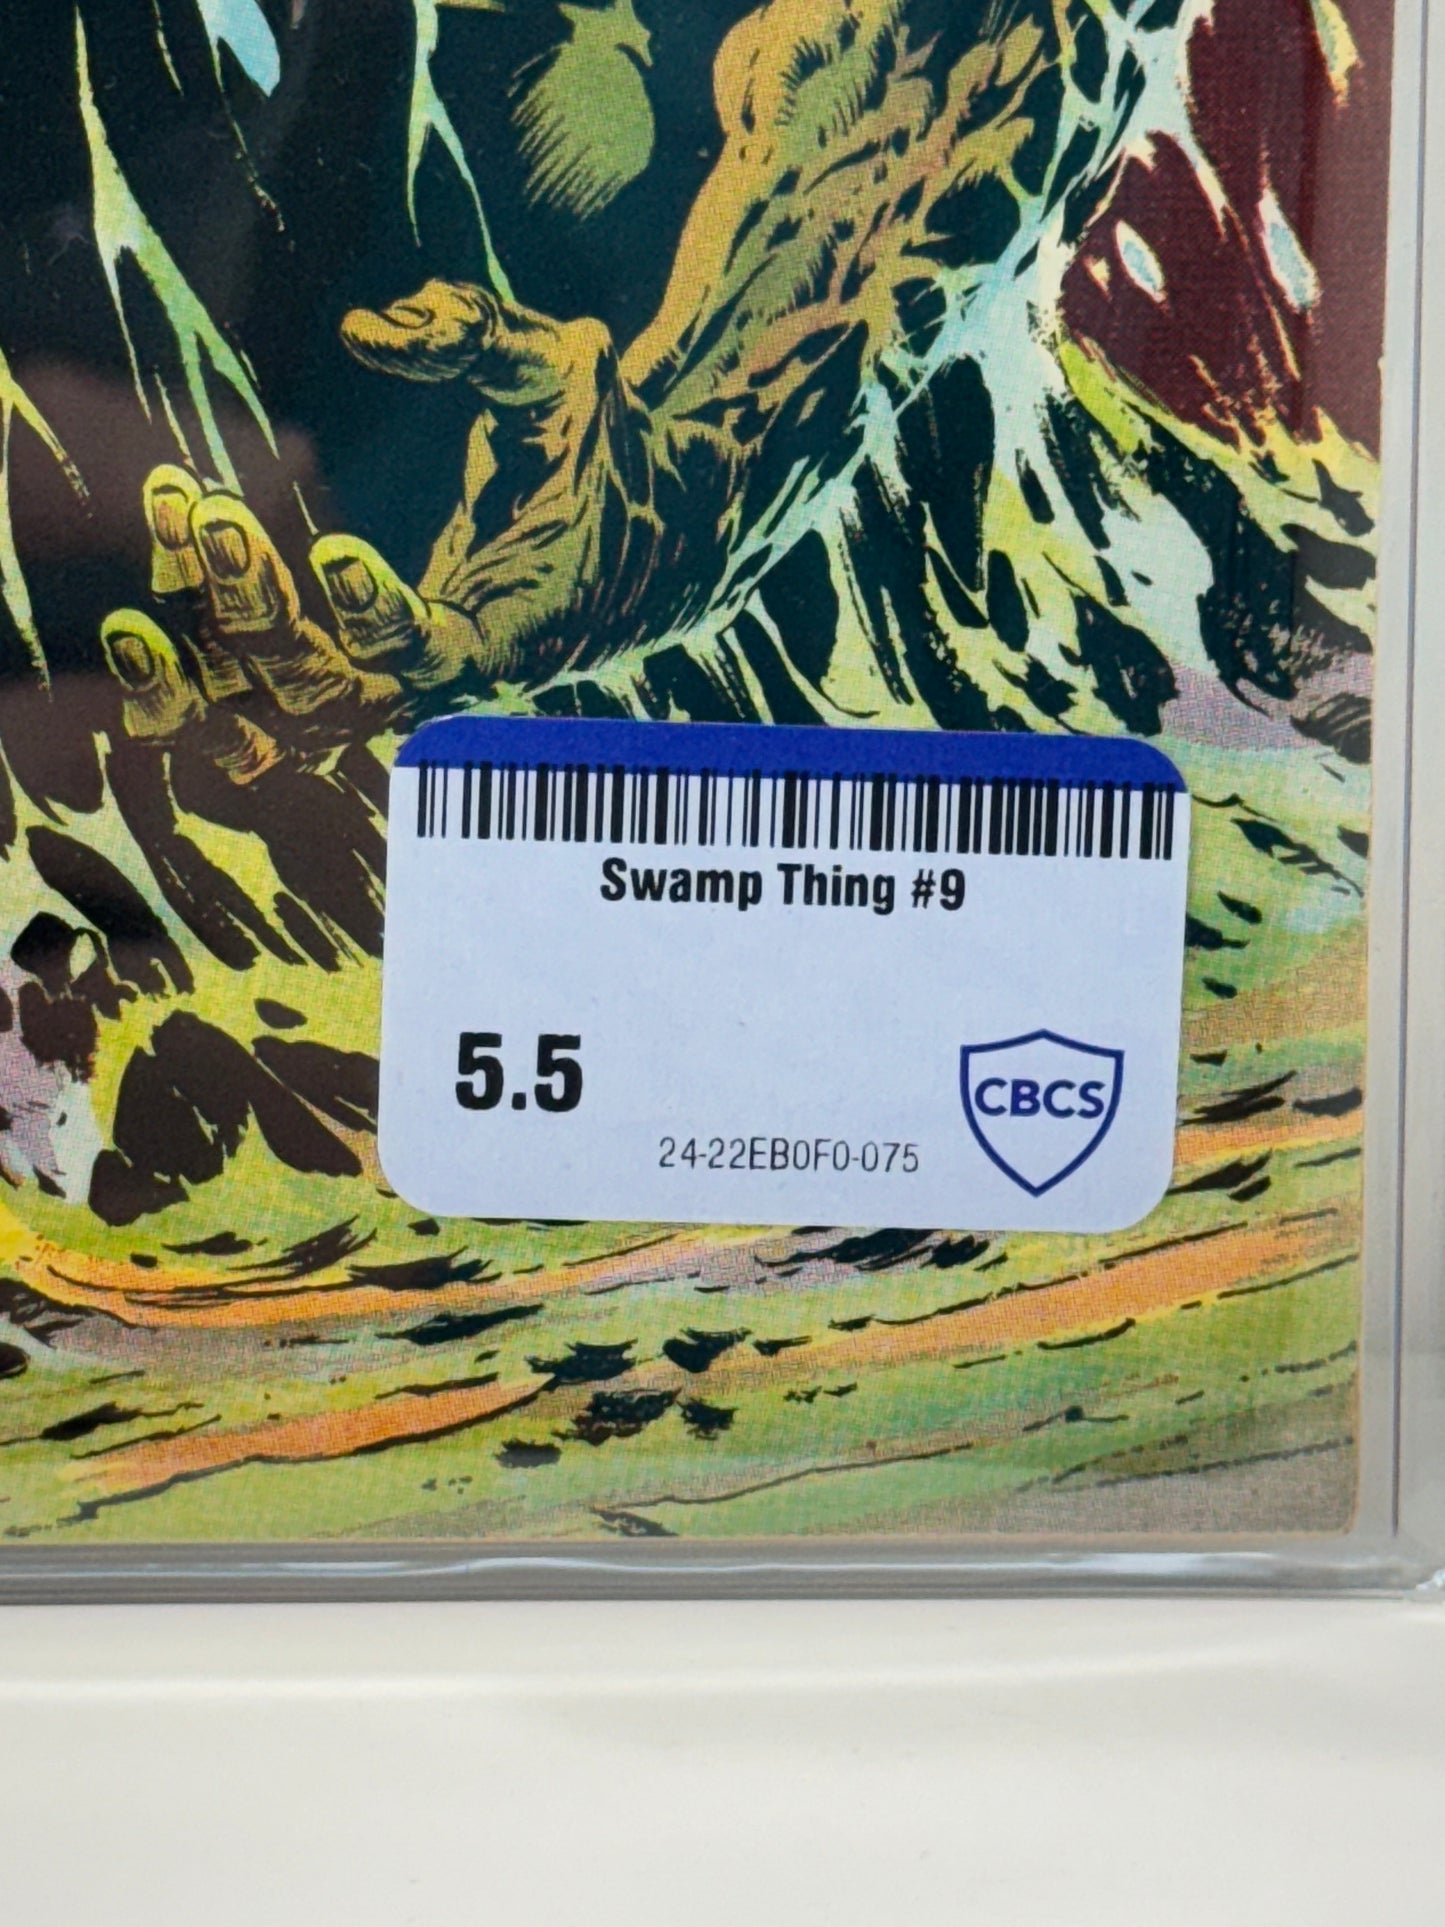 Swamp Thing #9
5.5
CBCS
24-22EB0F0-075